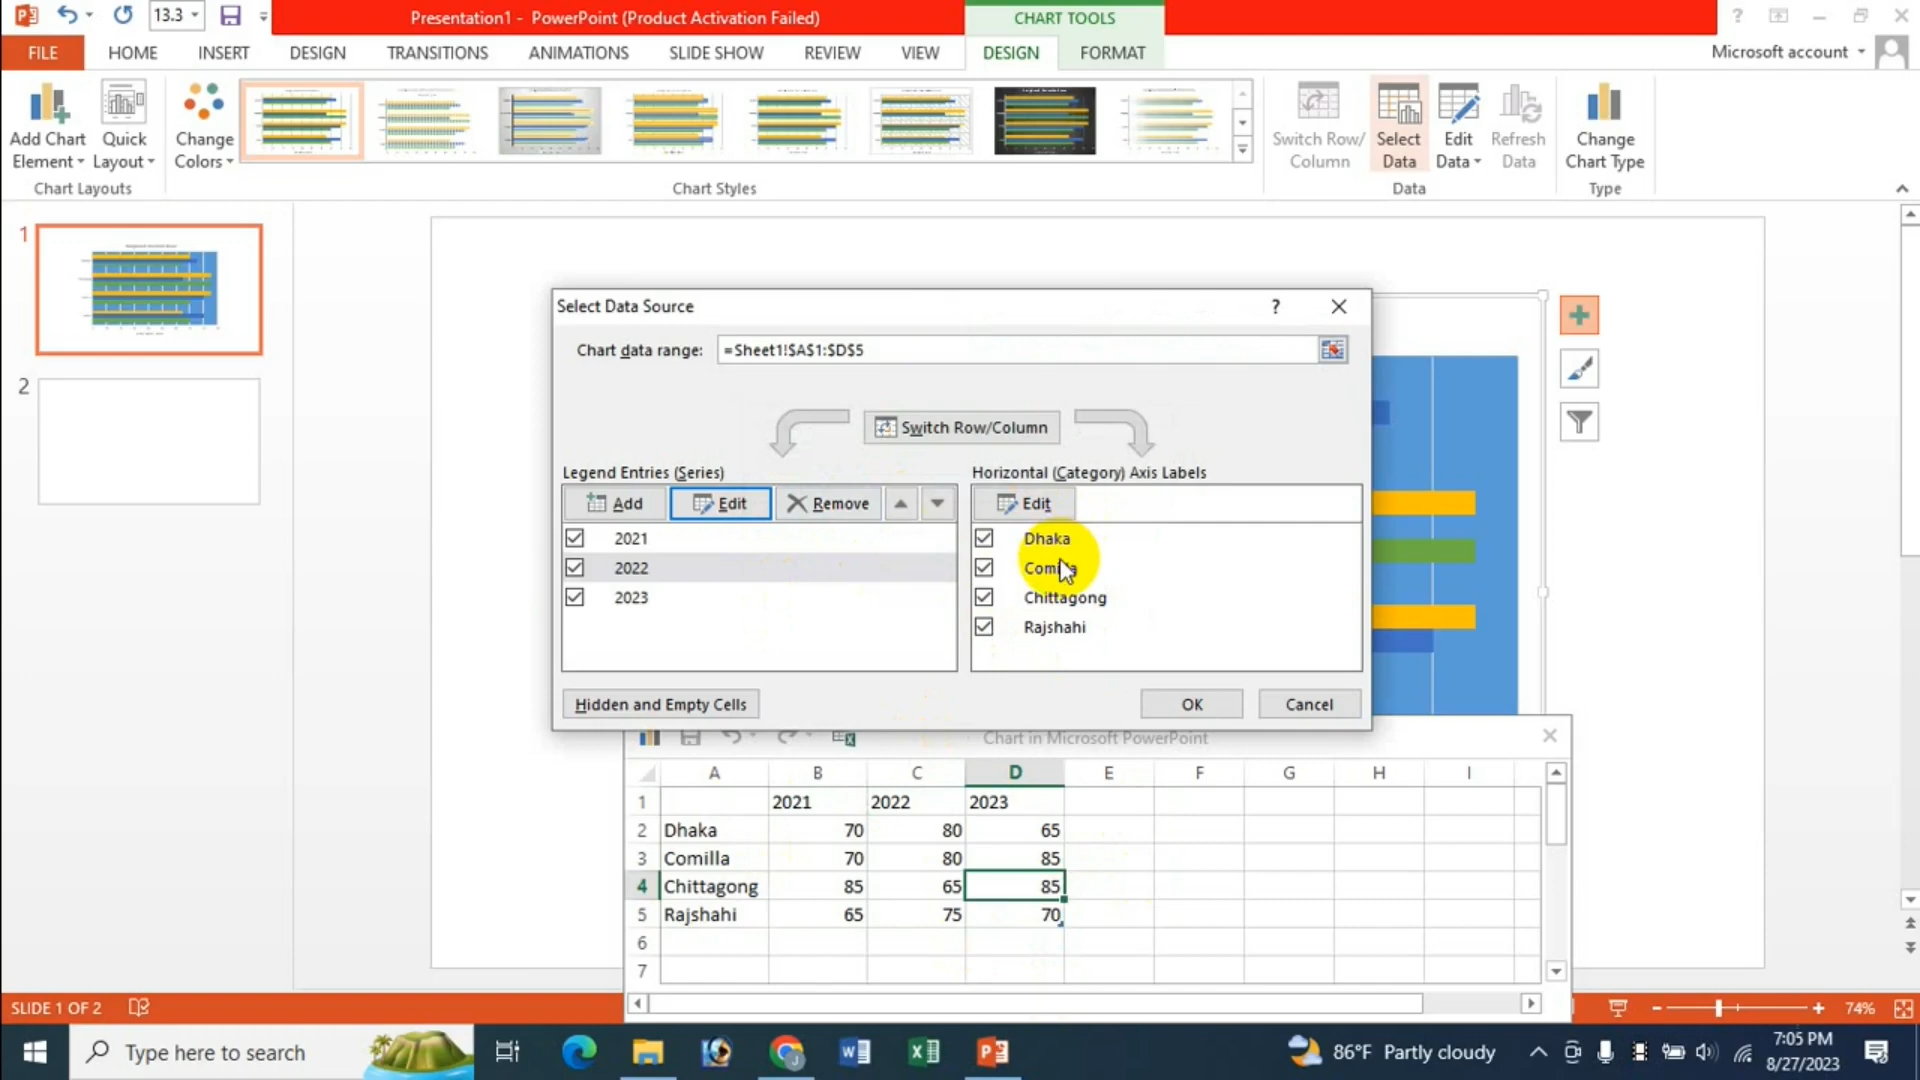 13.3
Presentation1 - PowerPoint (Product Activation Failed)
CHART TOOLS
?
FILE
HOME
INSERT
DESIGN
TRANSITIONS
ANIMATIONS
SLIDE SHOW
REVIEW
VIEW
DESIGN
FORMAT
Microsoft account
Add Chart
Element
Quick
Layout
Change
Colors
Switch Row/
Column
Select
Data
Edit
Data
Refresh
Data
Change
Chart Type
Chart Layouts
Chart Styles
Data
Type
1
2
Select Data Source
?
Chart data range:
=Sheet1!$A$1:$D$5
Switch Row/Column
Legend Entries (Series)
Horizontal (Category) Axis Labels
Add
Edit
Remove
Edit
2021
2022
2023
Dhaka
Comilla
Chittagong
Rajshahi
Hidden and Empty Cells
OK
Cancel
Chart in Microsoft PowerPoint
A B C D E F G H I
1 2021 2022 2023
2 Dhaka 70 80 65
3 Comilla 70 80 85
4 Chittagong 85 65 85
5 Rajshahi 65 75 70
6
7
SLIDE 1 OF 2
74%
Type here to search
86°F Partly cloudy
7:05 PM
8/27/2023